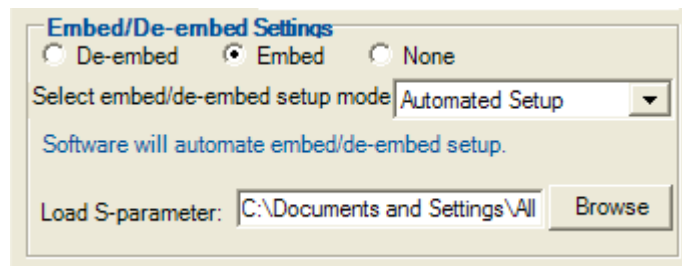 Embed/De-embed Settings
De-embed Embed None
Select embed/de-embed setup mode Automated Setup
Software will automate embed/de-embed setup.
Load S-parameter: C:\Documents and Settings\All Browse